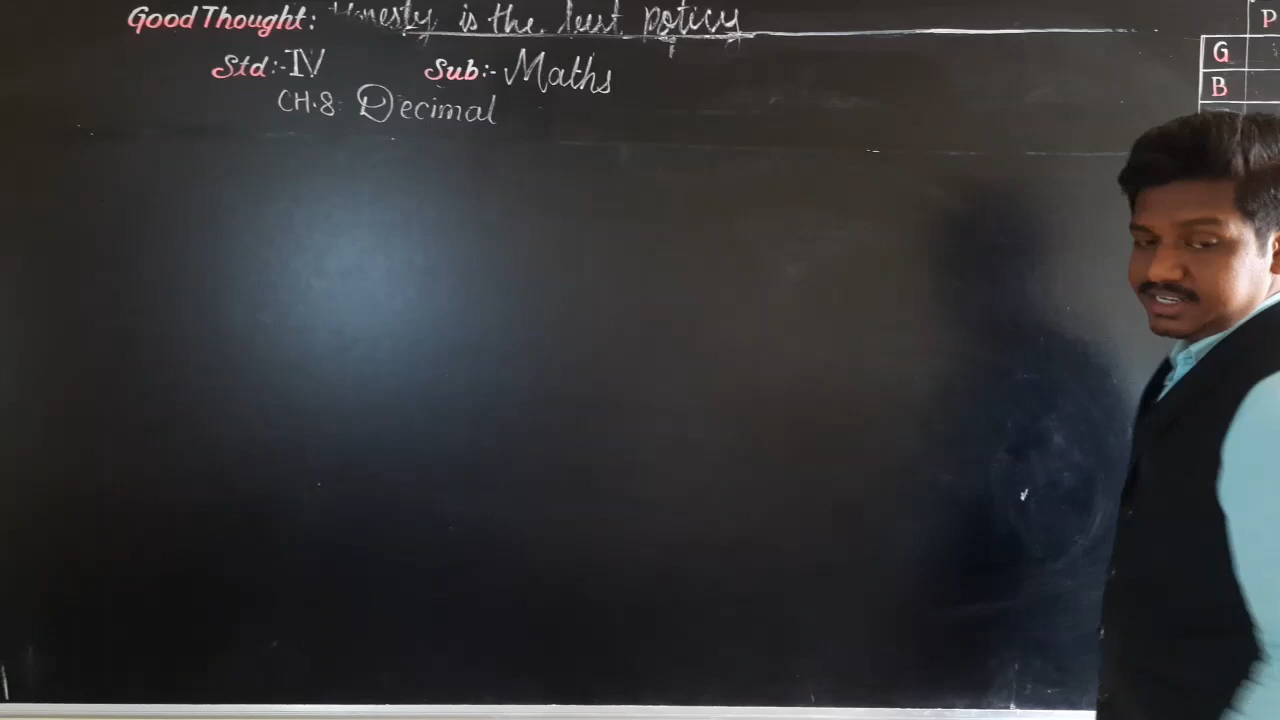 Good Thought: Honesty is the best policy
Std:- IV Sub:- Maths
CH.8: Decimal
P
G
B